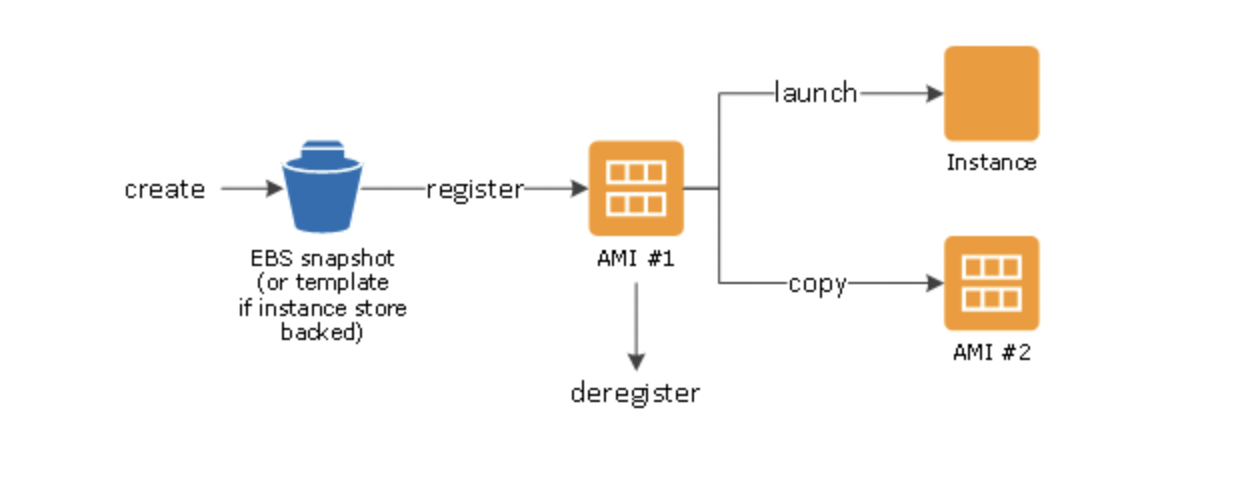 create
EBS snapshot
(or template
if instance store
backed)
register
AMI #1
deregister
launch
Instance
copy
AMI #2